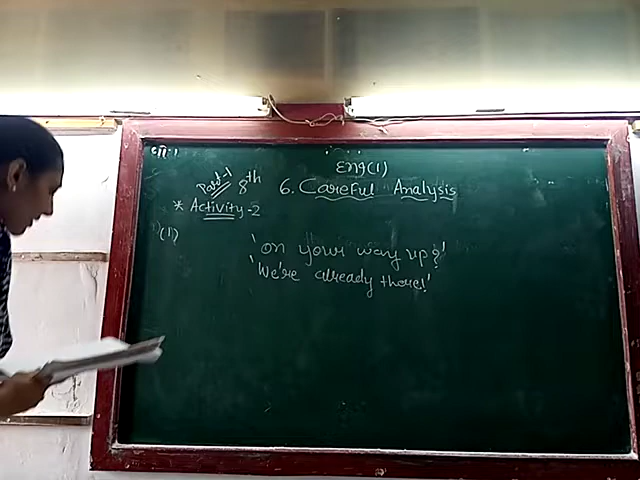 Eng(1)
Part-1 8th
6. Careful Analysis
* Activity-2
(1)
'on your way up?'
'We're already there!'